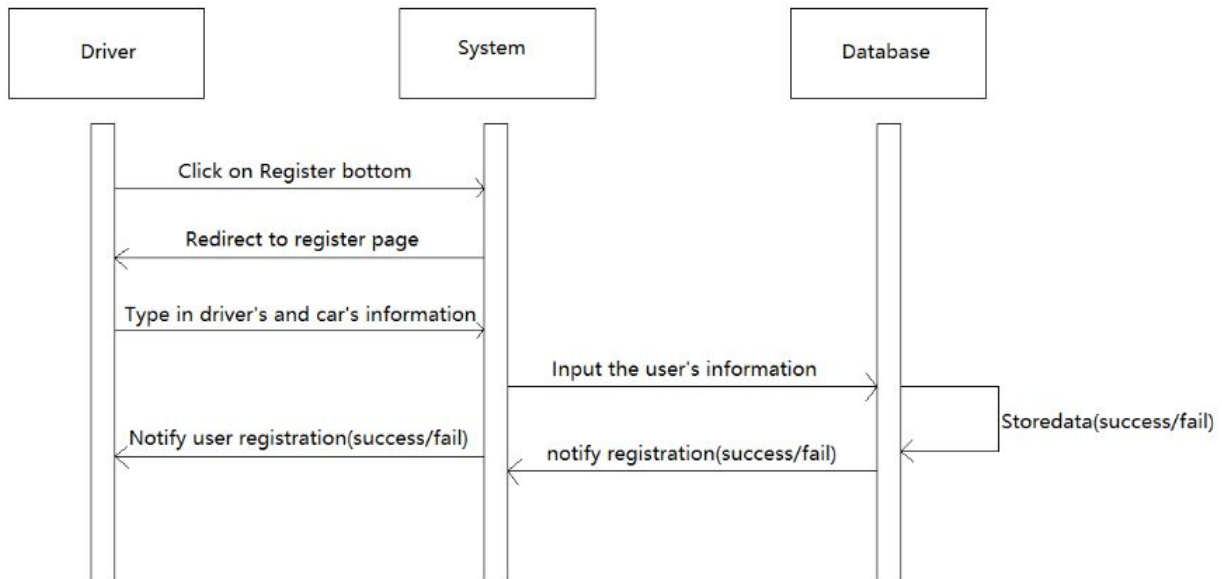 Driver
System
Database
Click on Register bottom
Redirect to register page
Type in driver's and car's information
Input the user's information
Storedata(success/fail)
Notify user registration(success/fail)
notify registration(success/fail)